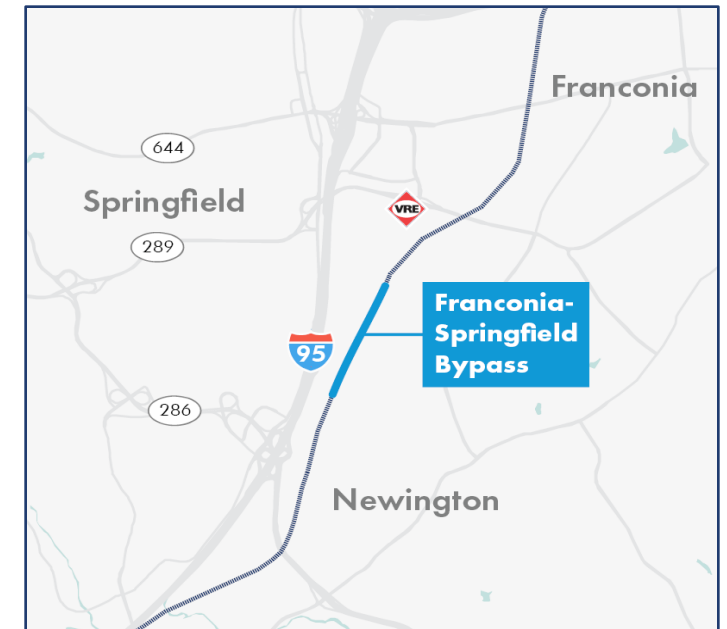 Franconia
644
Springfield
VRE
289
Franconia-
Springfield
Bypass
95
286
Newington